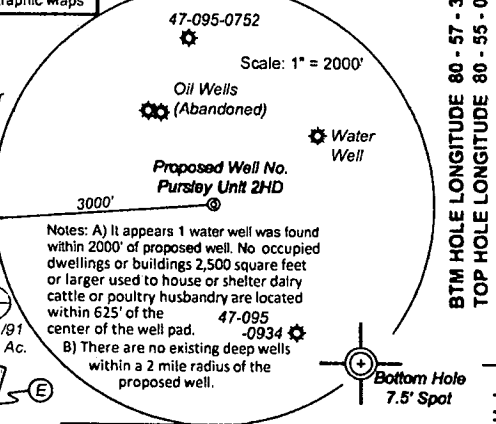 raphic Maps
47-095-0752
Scale: 1" = 2000'
Oil Wells
(Abandoned)
Water
Well
Proposed Well No.
Pursley Unit 2HD
3000'
Notes: A) It appears 1 water well was found
within 2000' of proposed well. No occupied
dwellings or buildings 2,500 square feet
or larger used to house or shelter dairy
cattle or poultry husbandry are located
within 625' of the
center of the well pad.
47-095
-0934
B) There are no existing deep wells
within a 2 mile radius of the
proposed well.
/91
Ac.
E
Bottom Hole
7.5' Spot
BTM HOLE LONGITUDE 80 - 57 - 3
TOP HOLE LONGITUDE 80 - 55 - 0